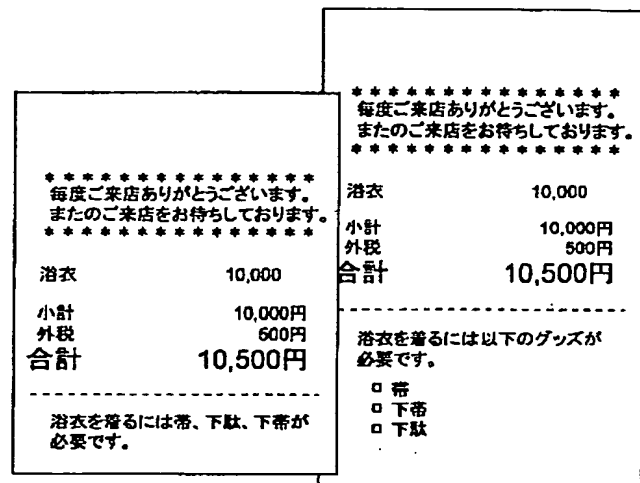 ****************
毎度ご来店ありがとうございます。
またのご来店をお待ちしております。
****************
浴衣 10,000
小計 10,000円
外税 500円
合計 10,500円
浴衣を着るには帯、下駄、下帯が
必要です。
****************
毎度ご来店ありがとうございます。
またのご来店をお待ちしております。
****************
浴衣 10,000
小計 10,000円
外税 500円
合計 10,500円
浴衣を着るには以下のグッズが
必要です。
□ 帯
□ 下帯
□ 下駄